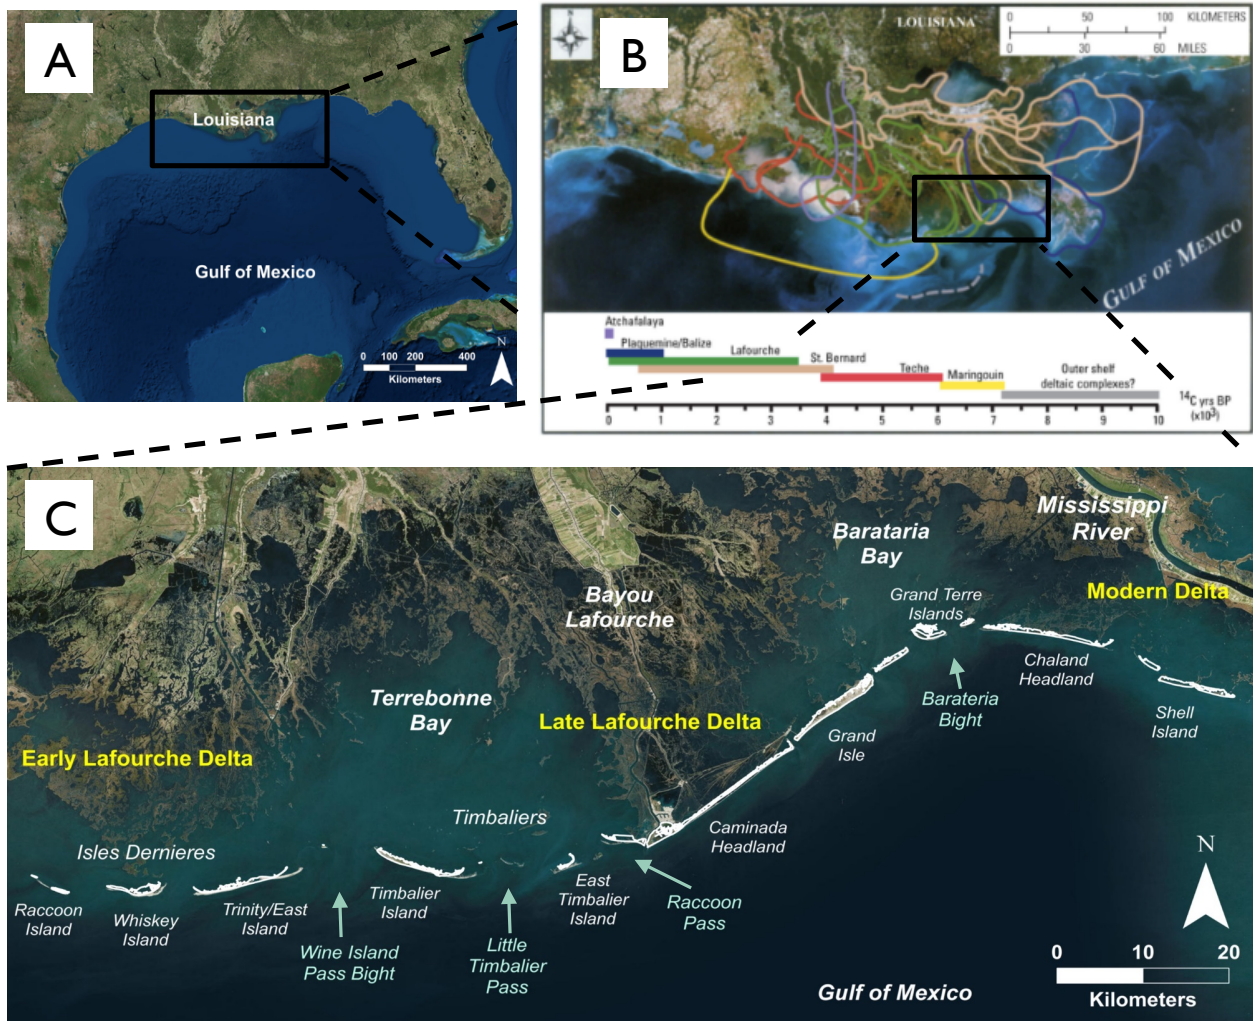 A
Louisiana
Gulf of Mexico
0 100 200 400
Kilometers
N
B
N
LOUISIANA
0 50 100 KILOMETERS
0 30 60 MILES
GULF OF MEXICO
Atchafalaya
Plaquemine/Balize
Lafourche
St. Bernard
Teche
Maringouin
Outer shelf
deltaic complexes?
0 1 2 3 4 5 6 7 8 9 10
14C yrs BP
(x10³)
C
Mississippi
River
Barataria
Bay
Modern Delta
Grand Terre
Islands
Bayou
Lafourche
Chaland
Headland
Terrebonne
Bay
Barateria
Bight
Shell
Island
Late Lafourche Delta
Grand
Isle
Early Lafourche Delta
Timbaliers
Caminada
Headland
Isles Dernieres
Raccoon
Island
Whiskey
Island
Trinity/East
Island
Timbalier
Island
East
Timbalier
Island
Raccoon
Pass
Wine Island
Pass Bight
Little
Timbalier
Pass
N
0 10 20
Kilometers
Gulf of Mexico